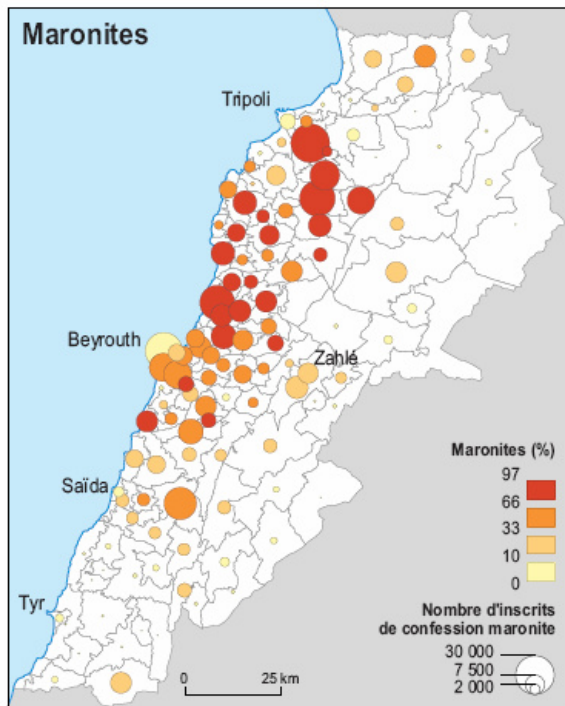 Maronites
Tripoli
Beyrouth
Zahlé
Saïda
Tyr
Maronites (%)
97
66
33
10
0
Nombre d'inscrits
de confession maronite
30 000
7 500
2 000
0 25 km